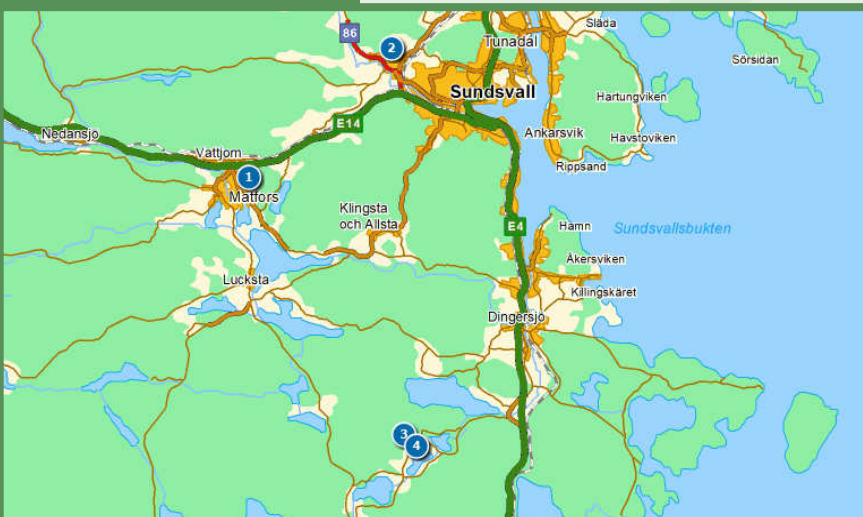 Släda
86
2
Tunadal
Sörsidan
Sundsvall
Hartungviken
E14
Nedansjö
Ankarsvik
Havstoviken
Vattjom
Rippsand
1
Matfors
Klingsta
och Allsta
E4
Hamn
Sundsvallsbukten
Åkersviken
Lucksta
Killingskäret
Dingersjö
3
4